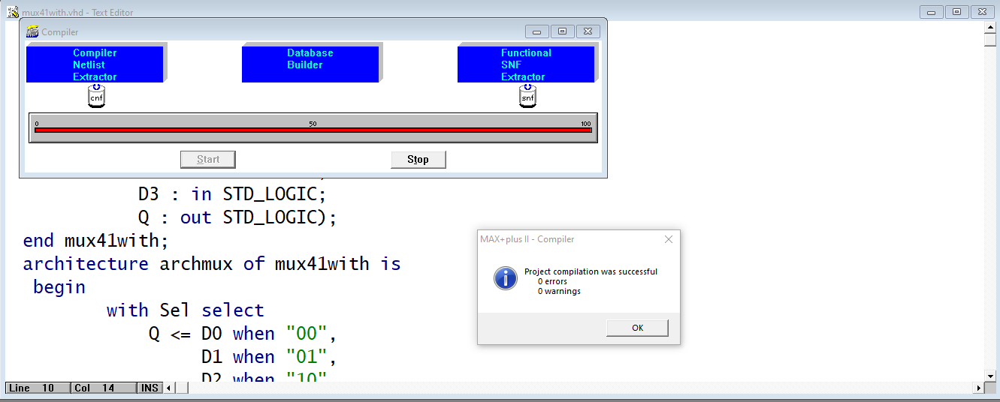 mux41with.vhd - Text Editor
Compiler
Compiler
Netlist
Extractor
Database
Builder
Functional
SNF
Extractor
cnf
snf
0 50 100
Start
Stop
D3 : in STD_LOGIC;
Q : out STD_LOGIC);
end mux41with;
architecture archmux of mux41with is
begin
with Sel select
Q <= D0 when "00",
D1 when "01",
D2 when "10"
MAX+plus II - Compiler
Project compilation was successful
0 errors
0 warnings
OK
Line 10 Col 14 INS